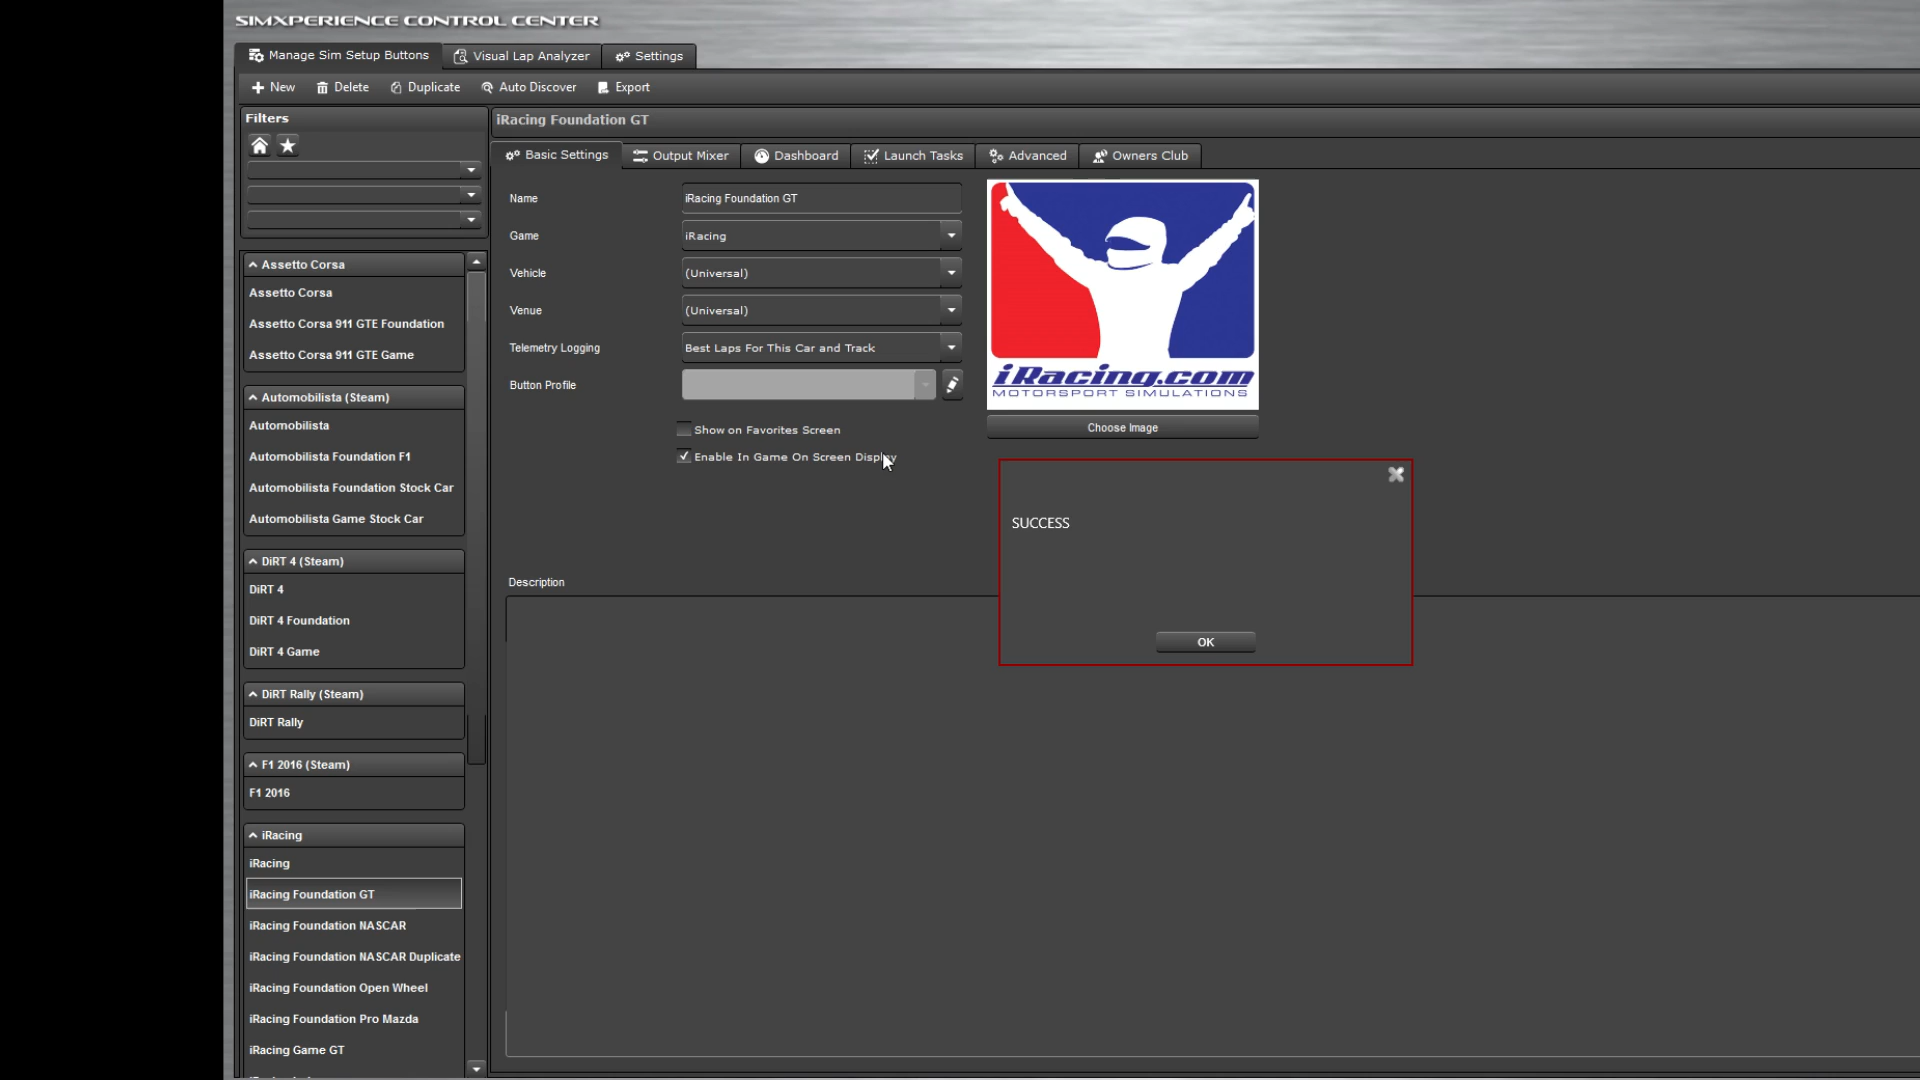 SIMXPERIENCE CONTROL CENTER
Manage Sim Setup Buttons
Visual Lap Analyzer
Settings
New
Delete
Duplicate
Auto Discover
Export
Filters
Assetto Corsa
Assetto Corsa
Assetto Corsa 911 GTE Foundation
Assetto Corsa 911 GTE Game
Automobilista (Steam)
Automobilista
Automobilista Foundation F1
Automobilista Foundation Stock Car
Automobilista Game Stock Car
DiRT 4 (Steam)
DiRT 4
DiRT 4 Foundation
DiRT 4 Game
DiRT Rally (Steam)
DiRT Rally
F1 2016 (Steam)
F1 2016
iRacing
iRacing
iRacing Foundation GT
iRacing Foundation NASCAR
iRacing Foundation NASCAR Duplicate
iRacing Foundation Open Wheel
iRacing Foundation Pro Mazda
iRacing Game GT
iRacing Foundation GT
Basic Settings
Output Mixer
Dashboard
Launch Tasks
Advanced
Owners Club
Name
iRacing Foundation GT
Game
iRacing
Vehicle
(Universal)
Venue
(Universal)
Telemetry Logging
Best Laps For This Car and Track
Button Profile
Show on Favorites Screen
Enable In Game On Screen Display
iRacing.com
MOTORSPORT SIMULATIONS
Choose Image
Description
SUCCESS
OK